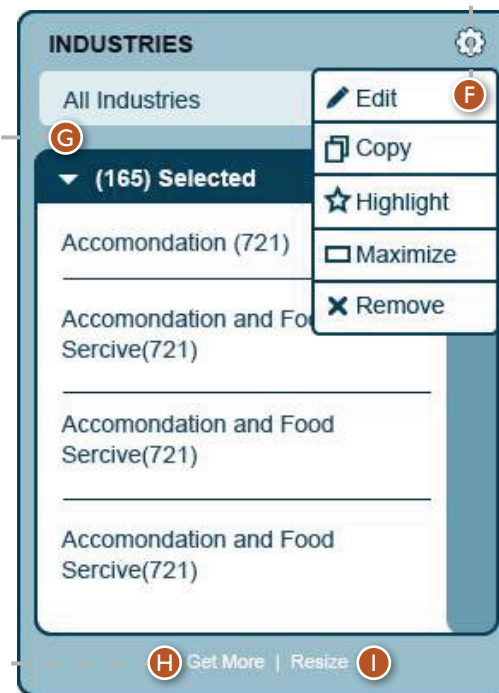 INDUSTRIES
All Industries
Edit
F
G
Copy
(165) Selected
Highlight
Accomondation (721)
Maximize
Remove
Accomondation and Fo
Sercive(721)
Accomondation and Food
Sercive(721)
Accomondation and Food
Sercive(721)
H Get More | Resize I